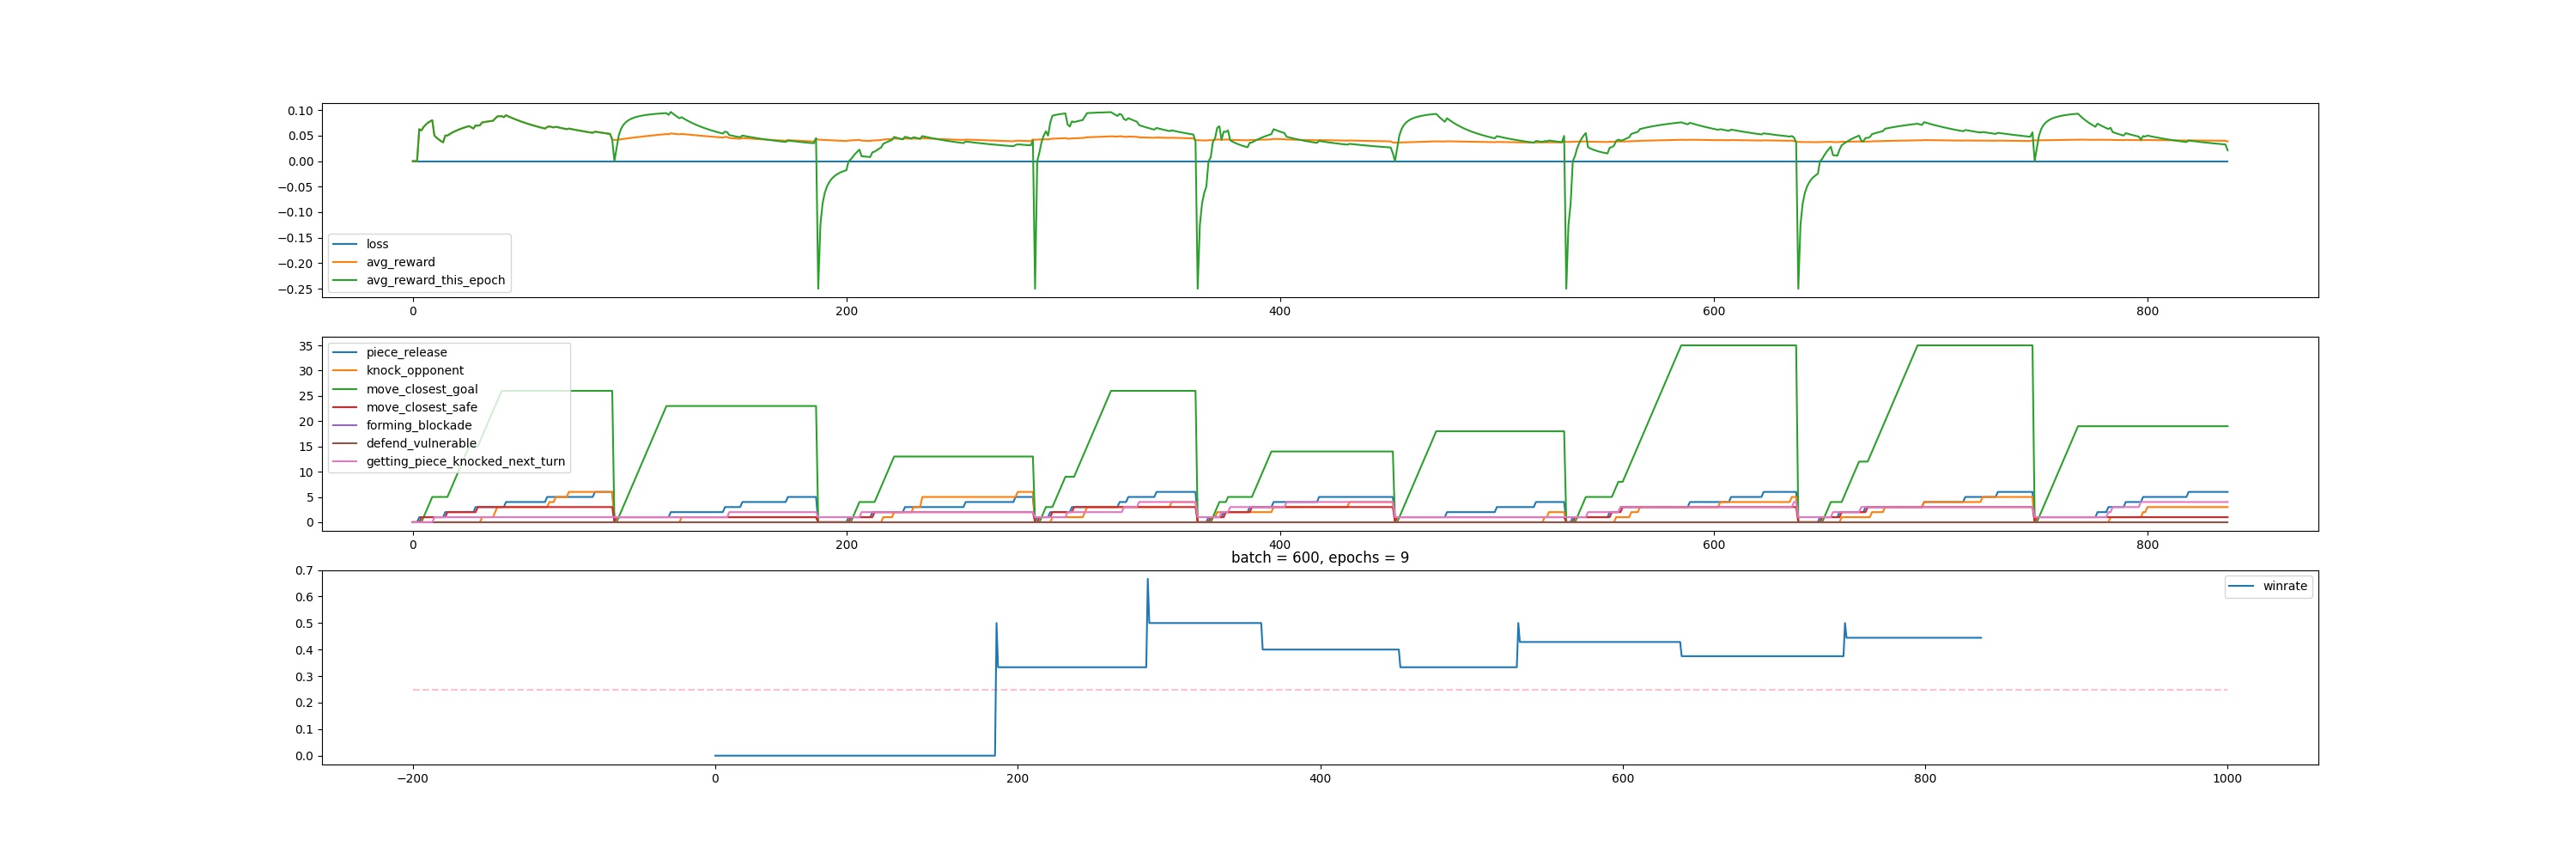 0.10
0.05
0.00
−0.05
−0.10
−0.15
−0.20
−0.25
loss
avg_reward
avg_reward_this_epoch
0 200 400 600 800
35
30
25
20
15
10
5
0
piece_release
knock_opponent
move_closest_goal
move_closest_safe
forming_blockade
defend_vulnerable
getting_piece_knocked_next_turn
0 200 400 600 800
batch = 600, epochs = 9
0.7
0.6
0.5
0.4
0.3
0.2
0.1
0.0
winrate
−200 0 200 400 600 800 1000